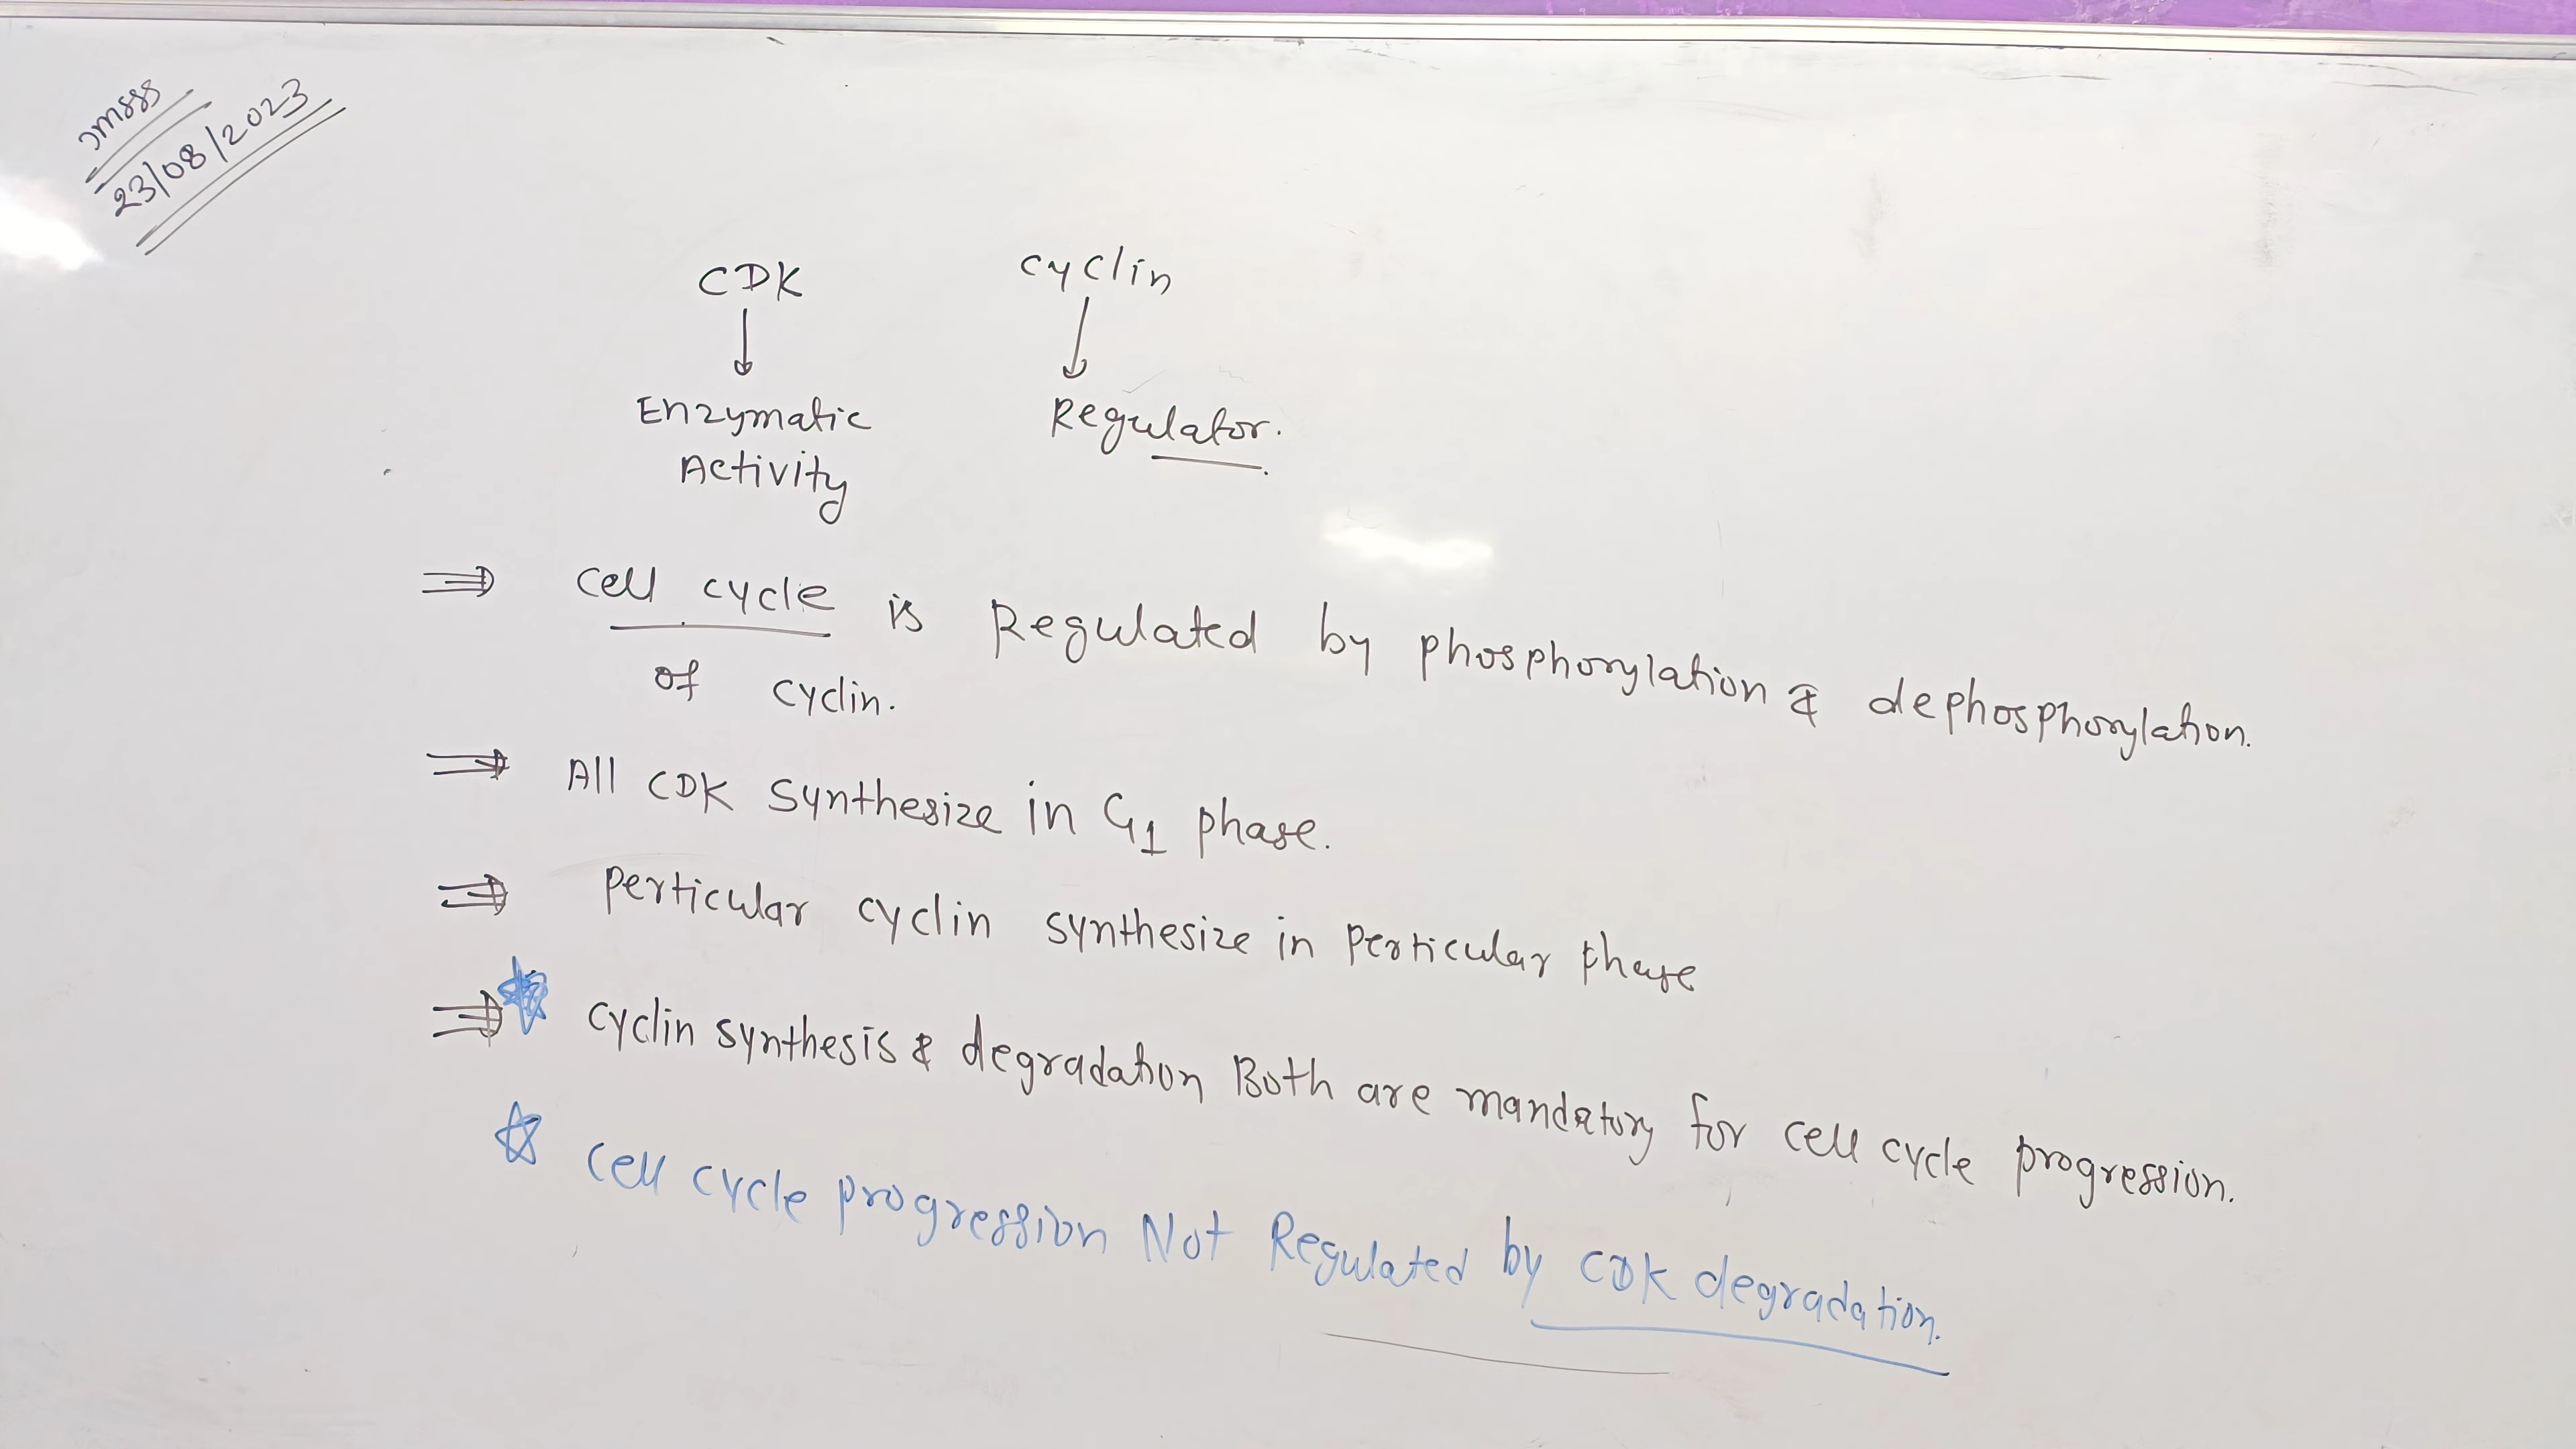 Jmsss
23/08/2023
CDK cyclin
Enzymatic Regulator.
Activity
⇒ cell cycle is Regulated by phosphorylation & dephosphorylation.
of cyclin.
⇒ All CDK synthesize in G1 phase.
⇒ Perticular cyclin synthesize in Perticular phase
⇒ cyclin synthesis & degradation Both are mandatory for cell cycle progression.
☆ cell cycle progression Not Regulated by CDK degradation.